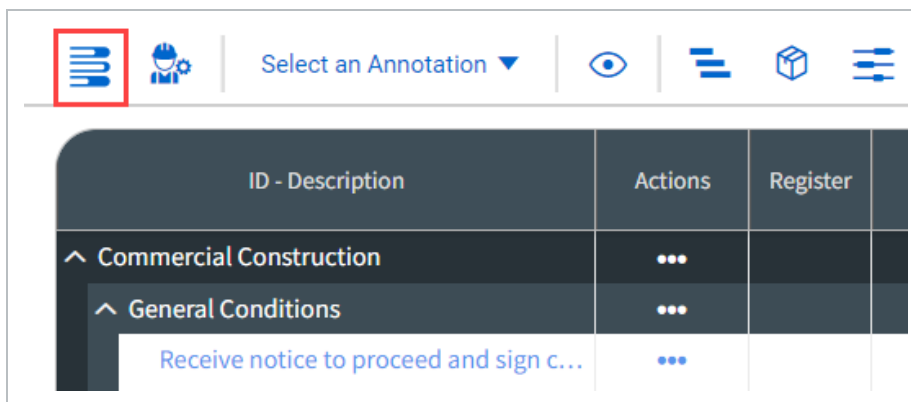 Select an Annotation
ID - Description Actions Register
Commercial Construction •••
General Conditions •••
Receive notice to proceed and sign c... •••